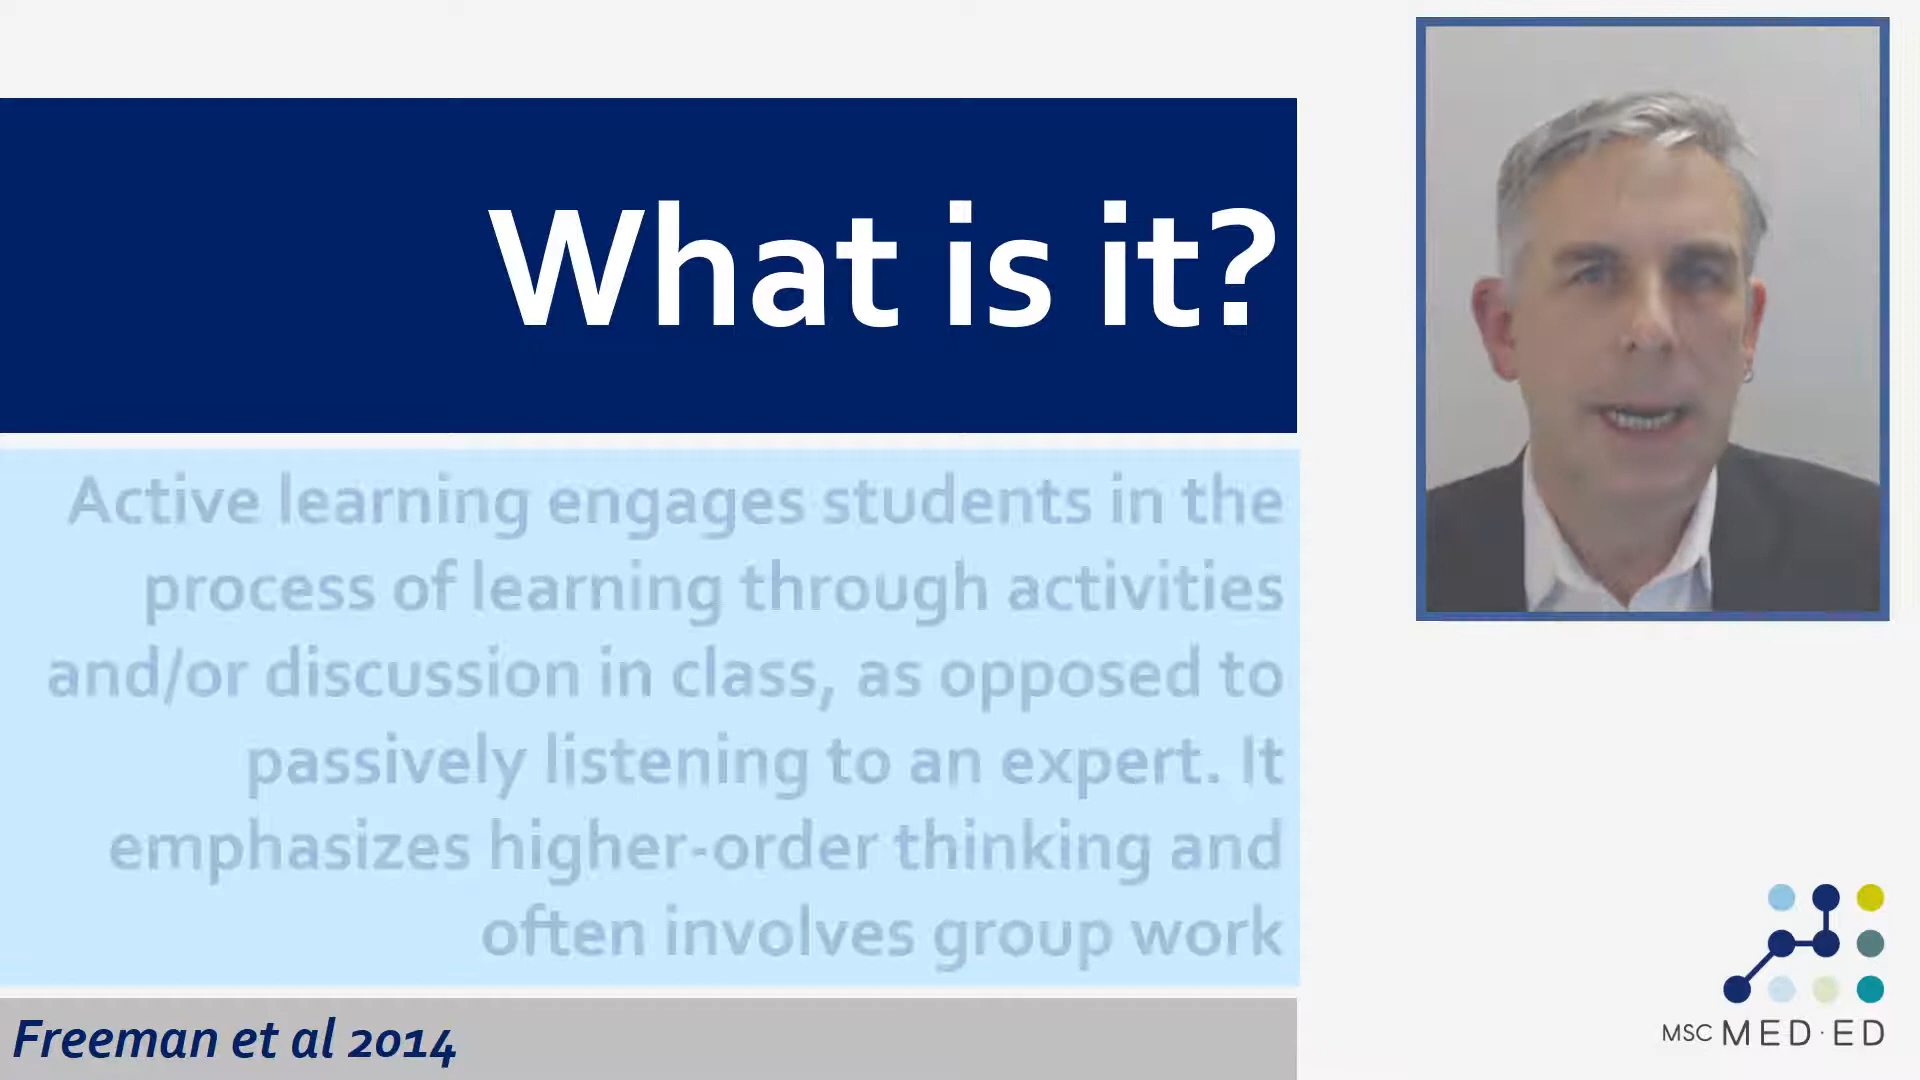 What is it?
Active learning engages students in the
process of learning through activities
and/or discussion in class, as opposed to
passively listening to an expert. It
emphasizes higher-order thinking and
often involves group work
Freeman et al 2014
MSC MED·ED